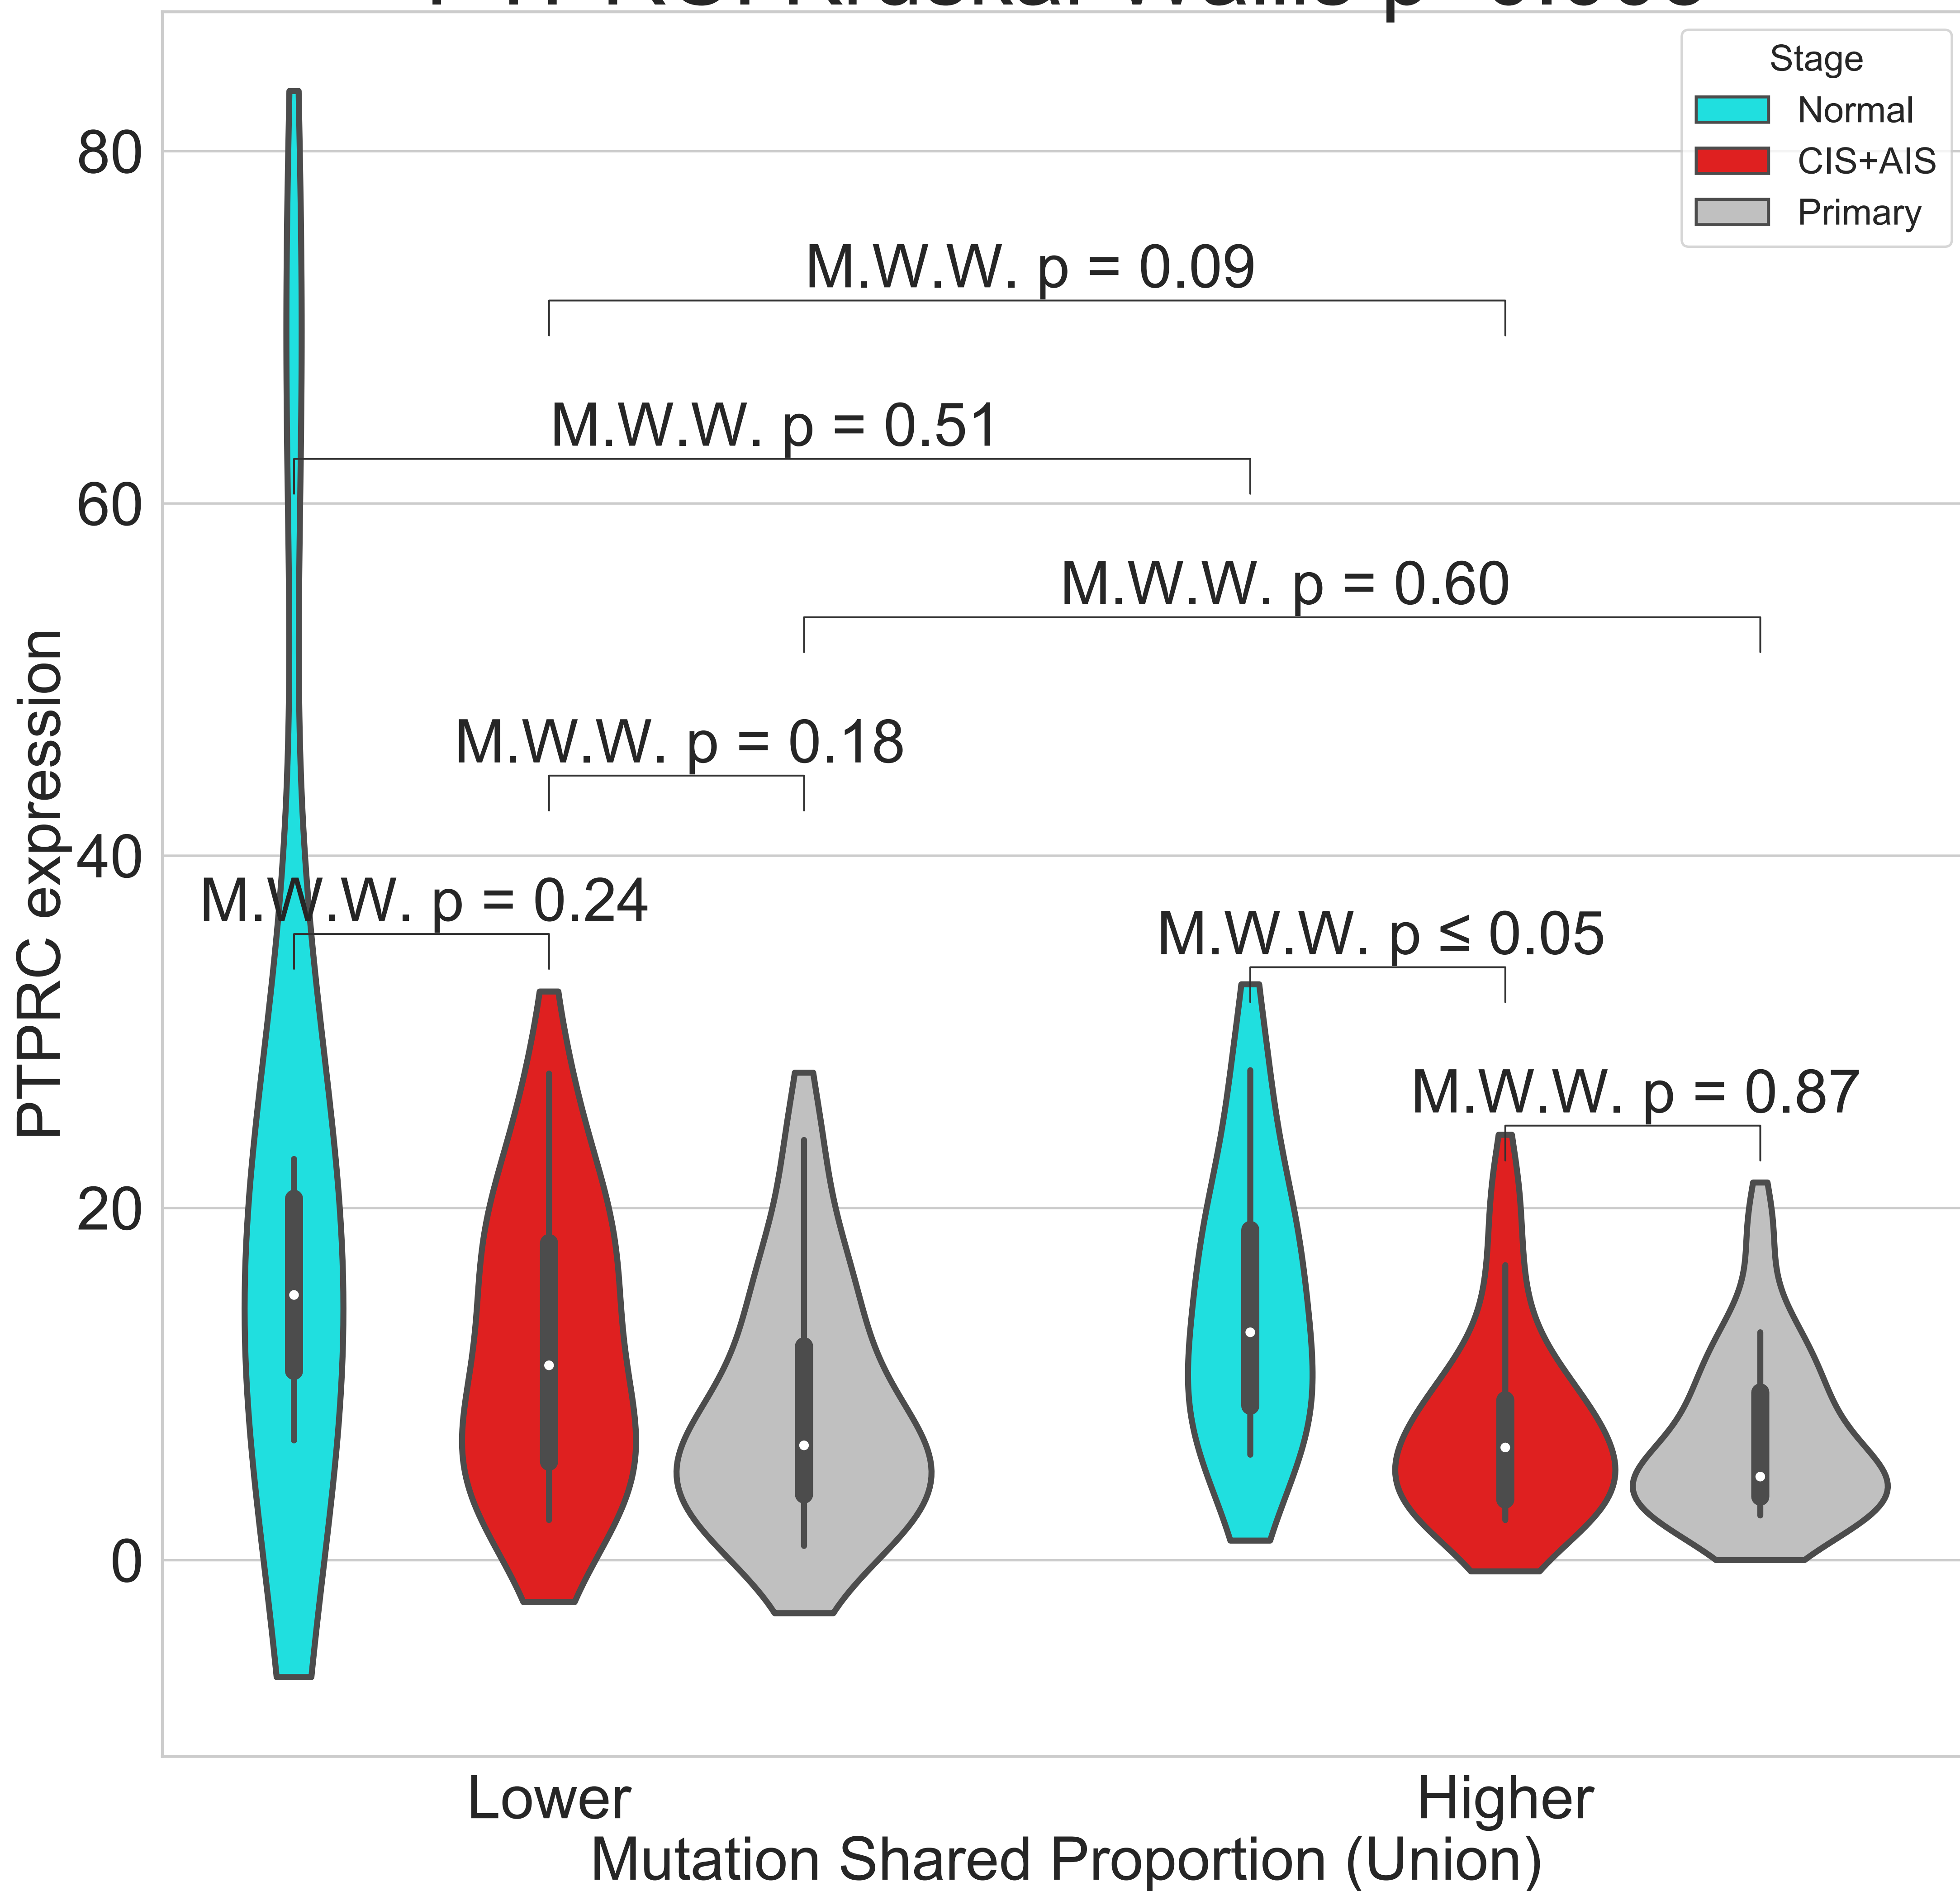 Stage
Normal
CIS+AIS
Primary
80
60
40
20
0
PTPRC expression
M.W.W. p = 0.09
M.W.W. p = 0.51
M.W.W. p = 0.60
M.W.W. p = 0.18
M.W.W. p = 0.24
M.W.W. p ≤ 0.05
M.W.W. p = 0.87
Lower
Higher
Mutation Shared Proportion (Union)